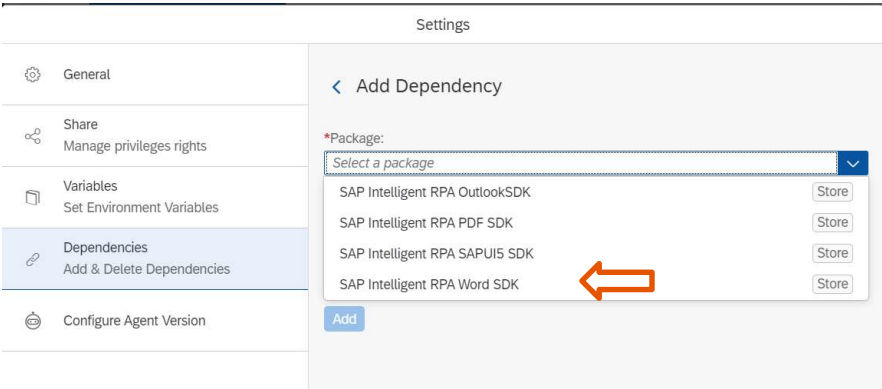 Settings
General
Share
Manage privileges rights
Variables
Set Environment Variables
Dependencies
Add & Delete Dependencies
Configure Agent Version
Add Dependency
*Package:
Select a package
SAP Intelligent RPA OutlookSDK Store
SAP Intelligent RPA PDF SDK Store
SAP Intelligent RPA SAPUI5 SDK Store
SAP Intelligent RPA Word SDK Store
Add